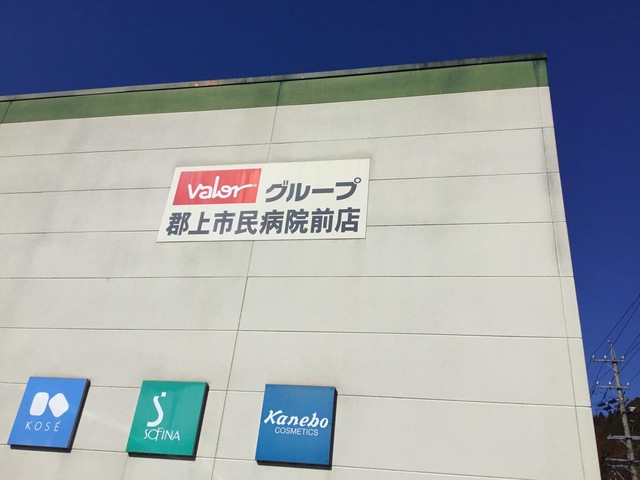 Valor グループ
郡上市民病院前店
KOSÉ
SOFINA
Kanebo
COSMETICS